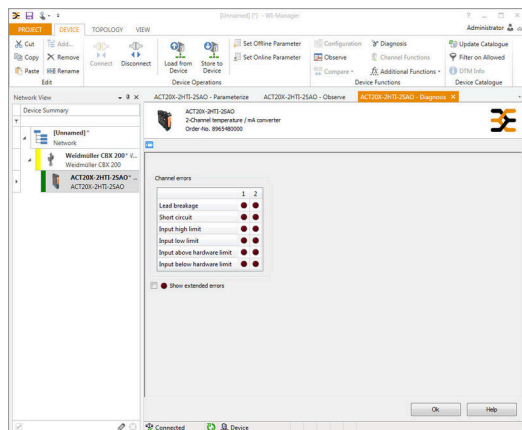 [Unnamed] (*) - WI-Manager
PROJECT DEVICE TOPOLOGY VIEW Administrator
Cut Add... Load from Device Store to Device Set Offline Parameter Configuration Diagnosis Update Catalogue
Copy Remove Connect Disconnect Set Online Parameter Observe Channel Functions Filter on Allowed
Paste Rename Compare Additional Functions DTM Info
Edit Device Operations Device Functions Device Catalogue
Network View ACT20X-2HTI-2SAO - Parameterize ACT20X-2HTI-2SAO - Observe ACT20X-2HTI-2SAO - Diagnosis
Device Summary
ACT20X-2HTI-2SAO
2-Channel temperature / mA converter
Order-No. 8965480000
[Unnamed]*
Network
Weidmüller CBX 200*
Weidmüller CBX 200
ACT20X-2HTI-2SAO* ...
ACT20X-2HTI-2SAO
Channel errors
1 2
Lead breakage
Short circuit
Input high limit
Input low limit
Input above hardware limit
Input below hardware limit
Show extended errors
Ok Help
Connected Device